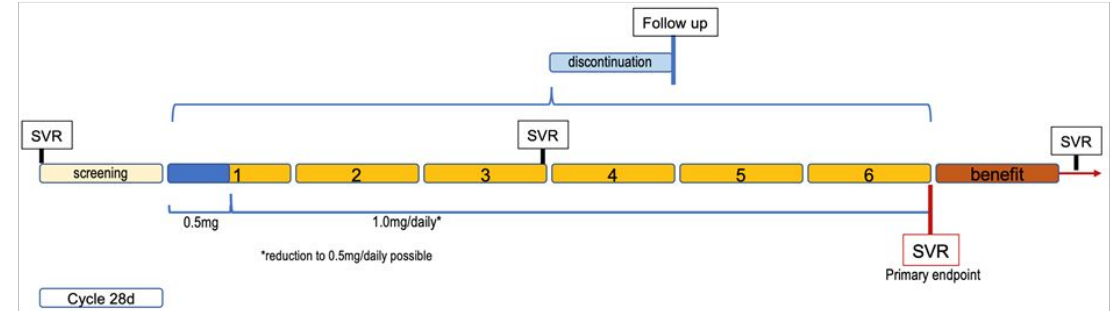 Follow up
discontinuation
SVR
SVR
SVR
screening
1
2
3
4
5
6
benefit
0.5mg
1.0mg/daily*
*reduction to 0.5mg/daily possible
SVR
Primary endpoint
Cycle 28d